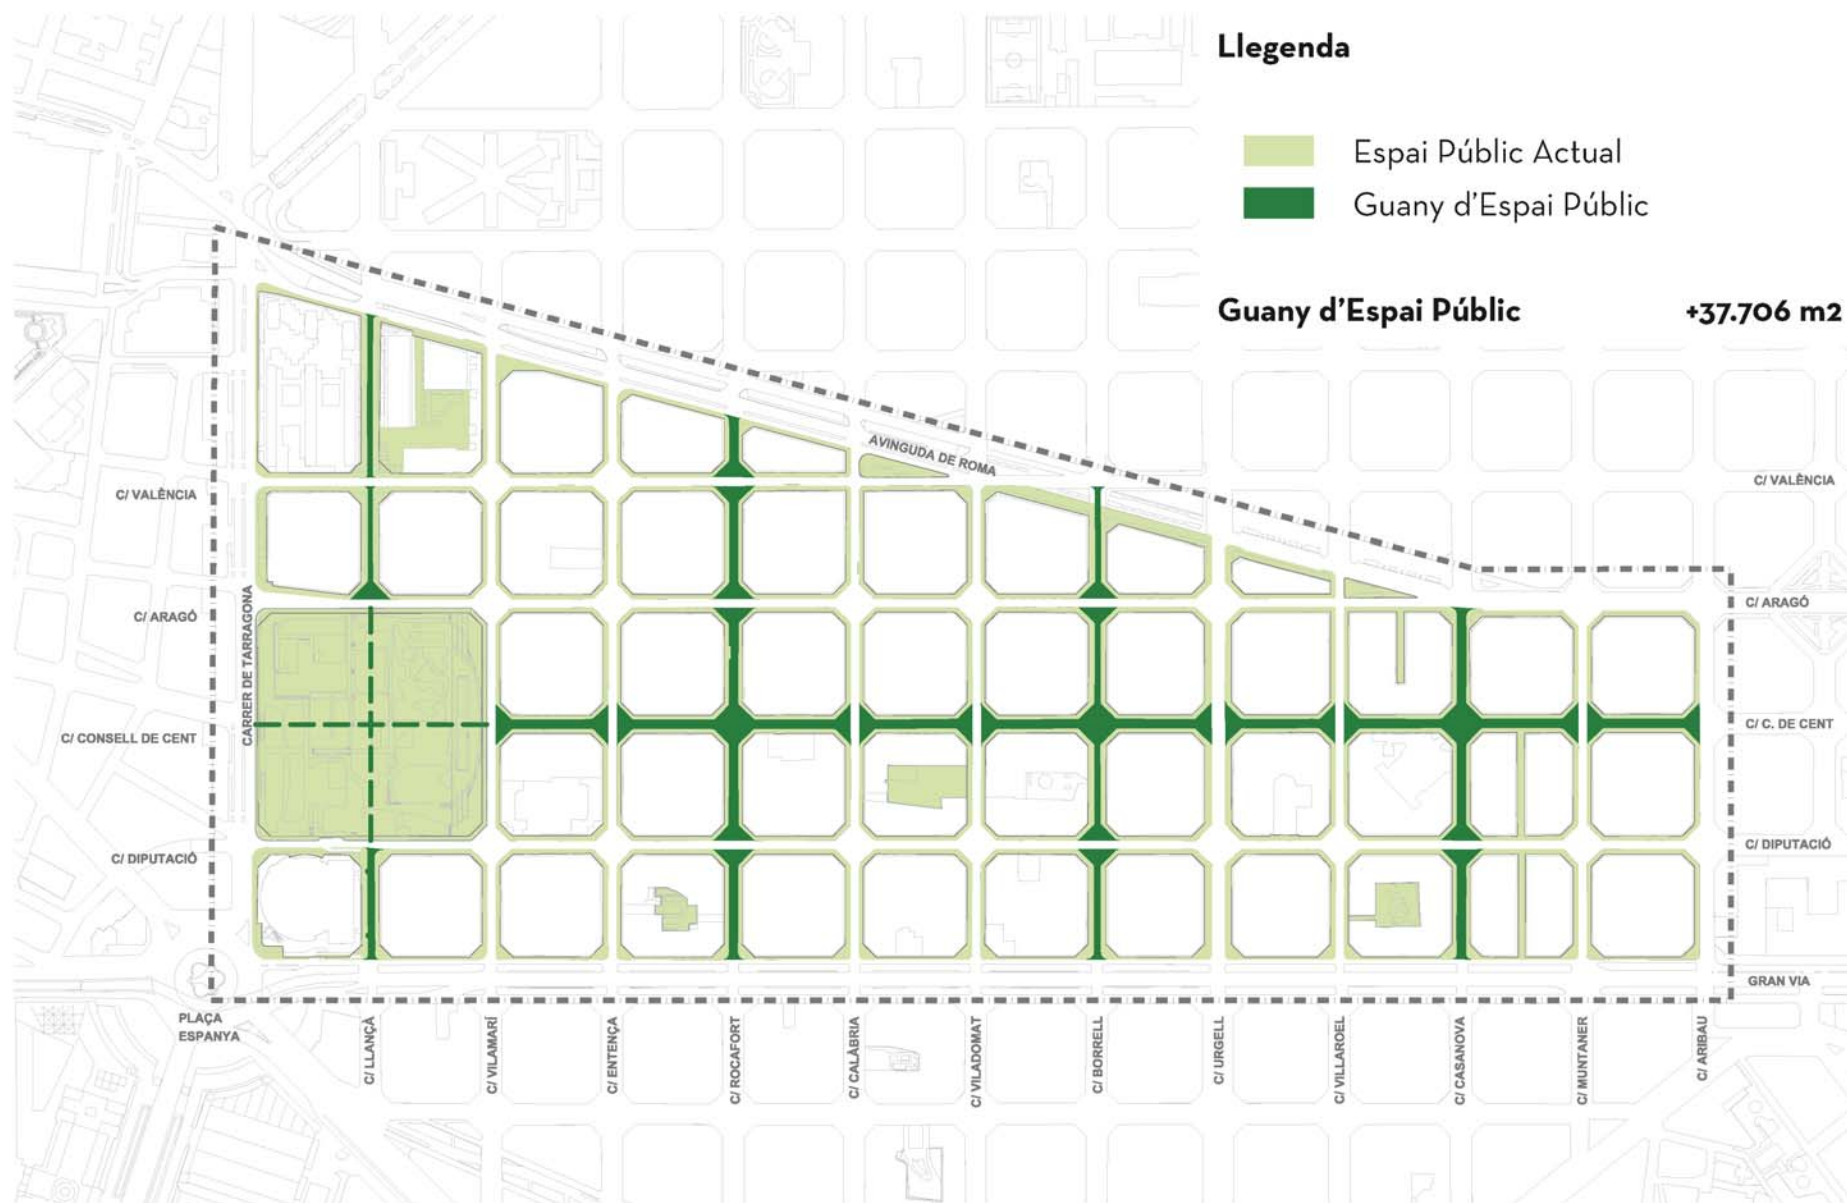 Llegenda
Espai Públic Actual
Guany d'Espai Públic
Guany d'Espai Públic +37.706 m2
AVINGUDA DE ROMA
C/ VALÈNCIA
C/ VALÈNCIA
C/ ARAGÓ
C/ ARAGÓ
CARRER DE TARRAGONA
C/ CONSELL DE CENT
C/ C. DE CENT
C/ DIPUTACIÓ
C/ DIPUTACIÓ
GRAN VIA
PLAÇA
ESPANYA
C/ LLANÇÀ
C/ VILAMARÍ
C/ ENTENÇA
C/ ROCAFORT
C/ CALÀBRIA
C/ VILADOMAT
C/ BORRELL
C/ URGELL
C/ VILLAROEL
C/ CASANOVA
C/ MUNTANER
C/ ARIBAU